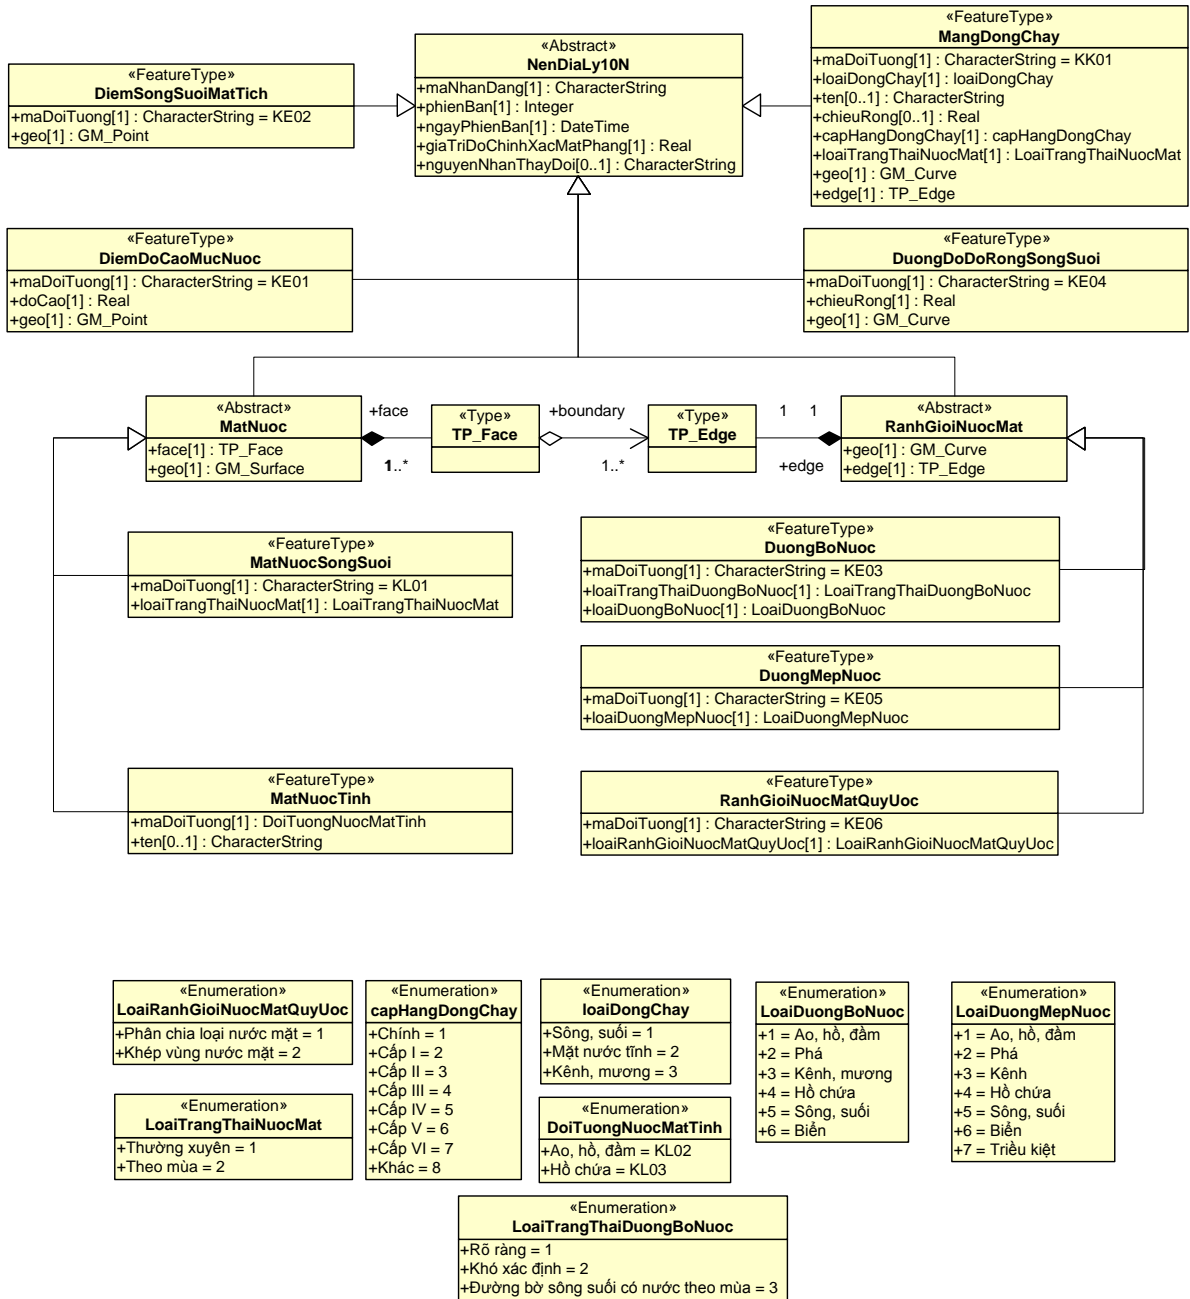 «FeatureType»
DiemSongSuoiMatTich
+maDoiTuong[1] : CharacterString = KE02
+geo[1] : GM_Point
«Abstract»
NenDiaLy10N
+maNhanDang[1] : CharacterString
+phienBan[1] : Integer
+ngayPhienBan[1] : DateTime
+giaTriDoChinhXacMatPhang[1] : Real
+nguyenNhanThayDoi[0..1] : CharacterString
«FeatureType»
MangDongChay
+maDoiTuong[1] : CharacterString = KK01
+loaiDongChay[1] : loaiDongChay
+ten[0..1] : CharacterString
+chieuRong[0..1] : Real
+capHangDongChay[1] : capHangDongChay
+loaiTrangThaiNuocMat[1] : LoaiTrangThaiNuocMat
+geo[1] : GM_Curve
+edge[1] : TP_Edge
«FeatureType»
DiemDoCaoMucNuoc
+maDoiTuong[1] : CharacterString = KE01
+doCao[1] : Real
+geo[1] : GM_Point
«FeatureType»
DuongDoDoRongSongSuoi
+maDoiTuong[1] : CharacterString = KE04
+chieuRong[1] : Real
+geo[1] : GM_Curve
«Abstract»
MatNuoc
+face[1] : TP_Face
+geo[1] : GM_Surface
+face
1..*
«Type»
TP_Face
+boundary
1..*
«Type»
TP_Edge
1 1
+edge
«Abstract»
RanhGioiNuocMat
+geo[1] : GM_Curve
+edge[1] : TP_Edge
«FeatureType»
MatNuocSongSuoi
+maDoiTuong[1] : CharacterString = KL01
+loaiTrangThaiNuocMat[1] : LoaiTrangThaiNuocMat
«FeatureType»
DuongBoNuoc
+maDoiTuong[1] : CharacterString = KE03
+loaiTrangThaiDuongBoNuoc[1] : LoaiTrangThaiDuongBoNuoc
+loaiDuongBoNuoc[1] : LoaiDuongBoNuoc
«FeatureType»
DuongMepNuoc
+maDoiTuong[1] : CharacterString = KE05
+loaiDuongMepNuoc[1] : LoaiDuongMepNuoc
«FeatureType»
MatNuocTinh
+maDoiTuong[1] : DoiTuongNuocMatTinh
+ten[0..1] : CharacterString
«FeatureType»
RanhGioiNuocMatQuyUoc
+maDoiTuong[1] : CharacterString = KE06
+loaiRanhGioiNuocMatQuyUoc[1] : LoaiRanhGioiNuocMatQuyUoc
«Enumeration»
LoaiRanhGioiNuocMatQuyUoc
+Phân chia loại nước mặt = 1
+Khép vùng nước mặt = 2
«Enumeration»
capHangDongChay
+Chính = 1
+Cấp I = 2
+Cấp II = 3
+Cấp III = 4
+Cấp IV = 5
+Cấp V = 6
+Cấp VI = 7
+Khác = 8
«Enumeration»
loaiDongChay
+Sông, suối = 1
+Mặt nước tĩnh = 2
+Kênh, mương = 3
«Enumeration»
LoaiDuongBoNuoc
+1 = Ao, hồ, đầm
+2 = Phá
+3 = Kênh, mương
+4 = Hồ chứa
+5 = Sông, suối
+6 = Biển
«Enumeration»
LoaiDuongMepNuoc
+1 = Ao, hồ, đầm
+2 = Phá
+3 = Kênh
+4 = Hồ chứa
+5 = Sông, suối
+6 = Biển
+7 = Triều kiệt
«Enumeration»
LoaiTrangThaiNuocMat
+Thường xuyên = 1
+Theo mùa = 2
«Enumeration»
DoiTuongNuocMatTinh
+Ao, hồ, đầm = KL02
+Hồ chứa = KL03
«Enumeration»
LoaiTrangThaiDuongBoNuoc
+Rõ ràng = 1
+Khó xác định = 2
+Đường bờ sông suối có nước theo mùa = 3